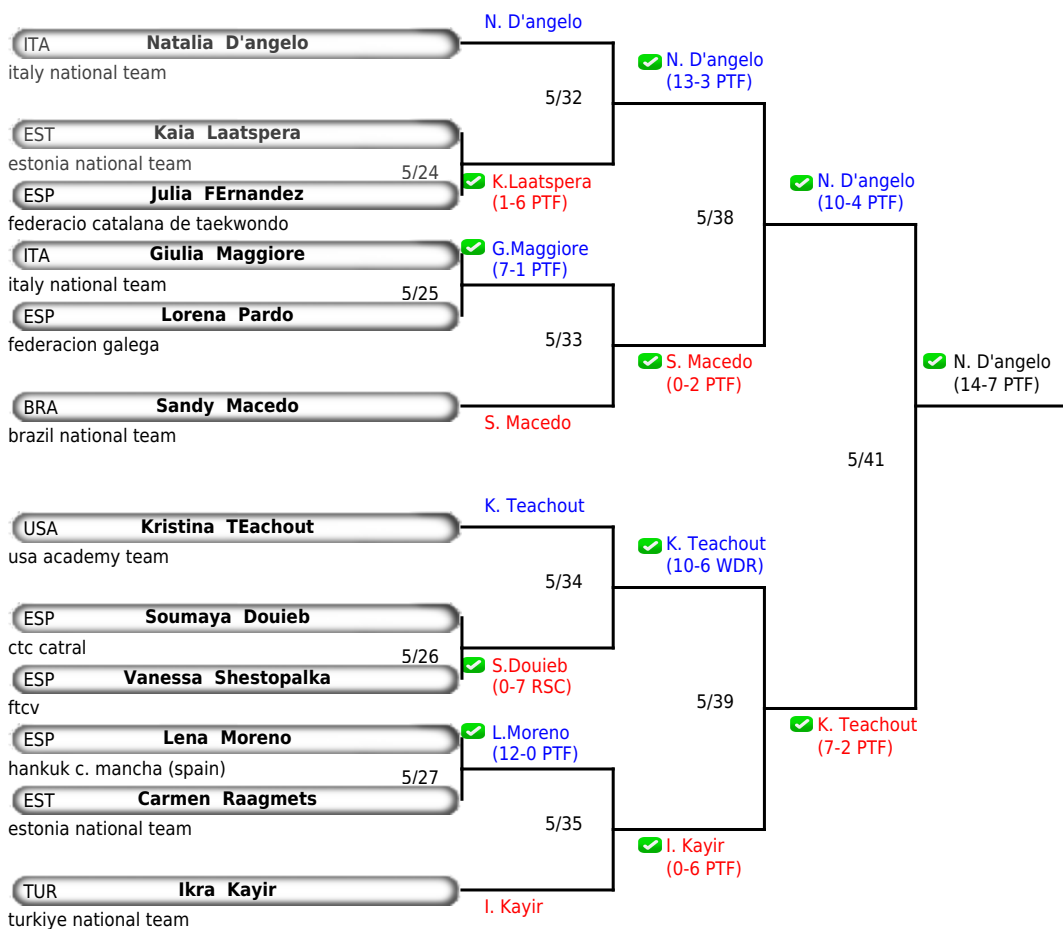 N. D'angelo
ITA Natalia D'angelo
italy national team
N. D'angelo
(13-3 PTF)
5/32
EST Kaia Laatspera
estonia national team
5/24
K.Laatspera
(1-6 PTF)
ESP Julia FErnandez
federacio catalana de taekwondo
N. D'angelo
(10-4 PTF)
5/38
ITA Giulia Maggiore
italy national team
G.Maggiore
(7-1 PTF)
5/25
ESP Lorena Pardo
federacion galega
5/33
S. Macedo
(0-2 PTF)
N. D'angelo
(14-7 PTF)
BRA Sandy Macedo
brazil national team
S. Macedo
5/41
K. Teachout
USA Kristina TEachout
usa academy team
K. Teachout
(10-6 WDR)
5/34
ESP Soumaya Douieb
ctc catral
5/26
S.Douieb
(0-7 RSC)
ESP Vanessa Shestopalka
ftcv
5/39
K. Teachout
(7-2 PTF)
ESP Lena Moreno
hankuk c. mancha (spain)
L.Moreno
(12-0 PTF)
5/27
EST Carmen Raagmets
estonia national team
5/35
I. Kayir
(0-6 PTF)
TUR Ikra Kayir
turkiye national team
I. Kayir